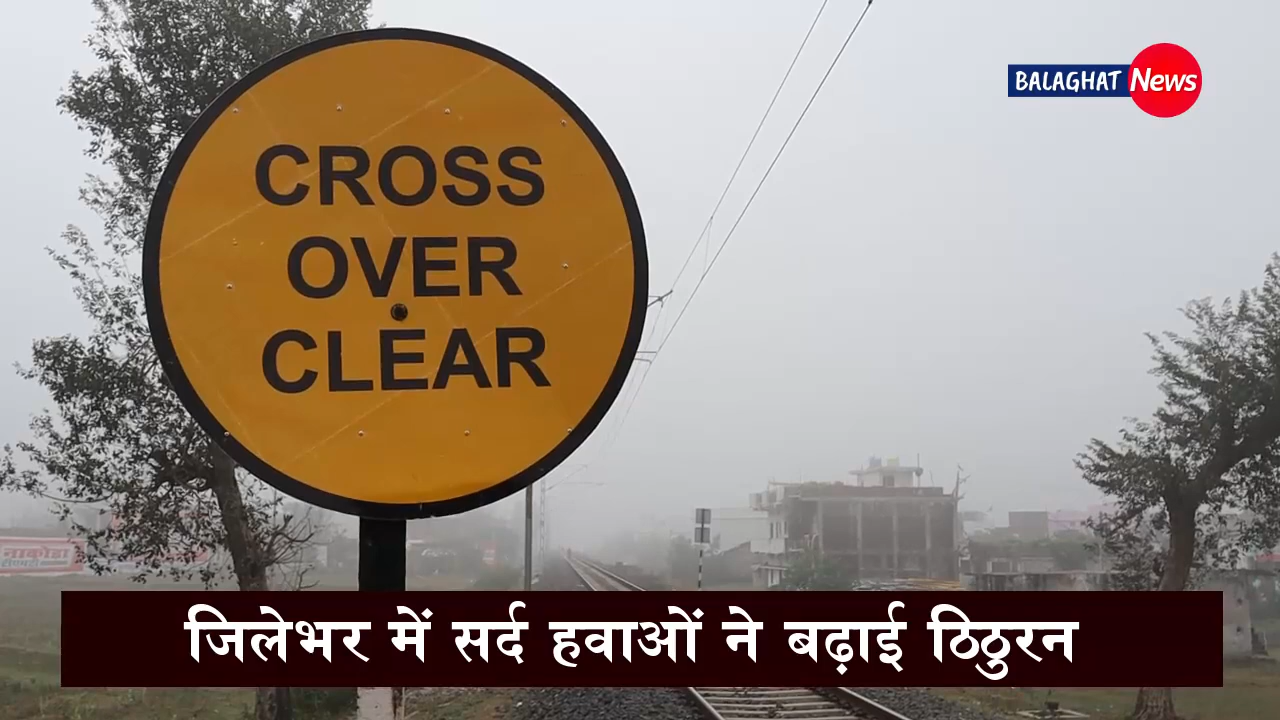 BALAGHAT News
CROSS
OVER
CLEAR
नाकोडा
जिलेभर में सर्द हवाओं ने बढ़ाई ठिठुरन